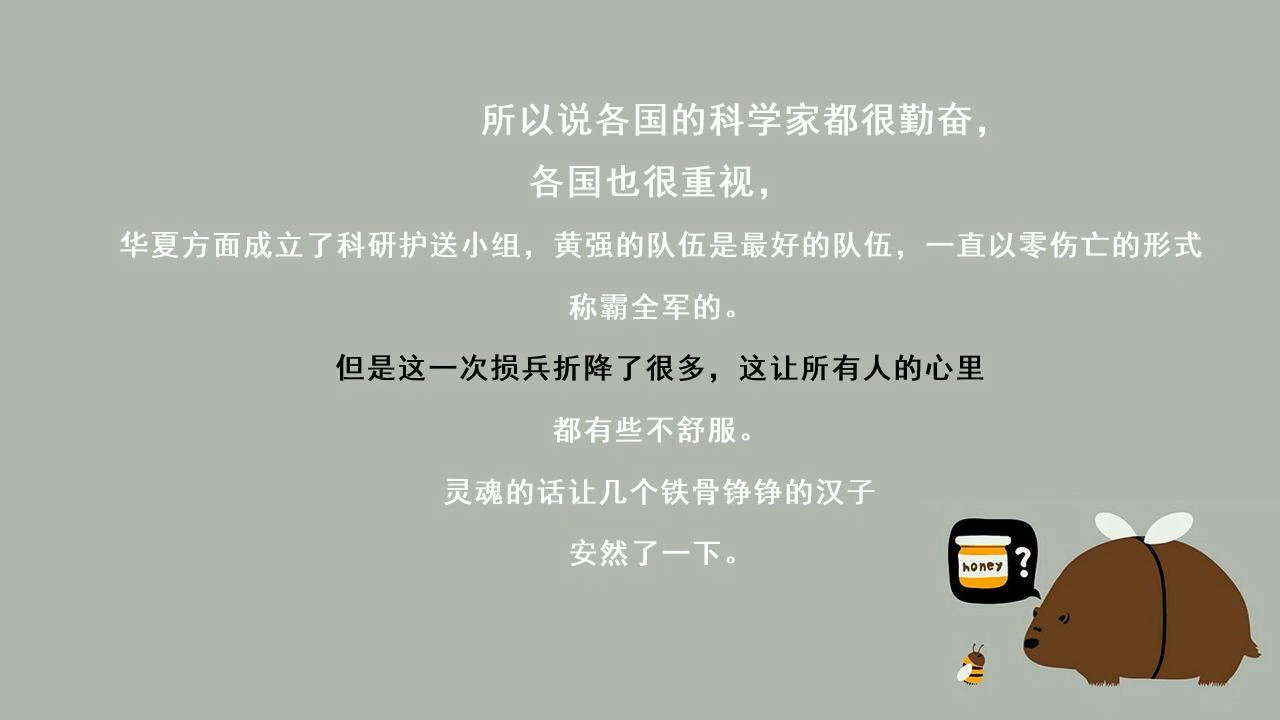 所以说各国的科学家都很勤奋，
各国也很重视，
华夏方面成立了科研护送小组，黄强的队伍是最好的队伍，一直以零伤亡的形式
称霸全军的。
但是这一次损兵折降了很多，这让所有人的心里
都有些不舒服。
灵魂的话让几个铁骨铮铮的汉子
安然了一下。
honey ?